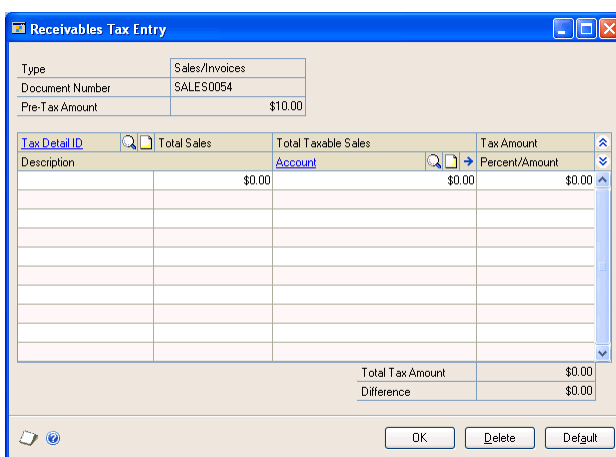 Receivables Tax Entry
Type Sales/Invoices
Document Number SALES0054
Pre-Tax Amount $10.00
Tax Detail ID Total Sales Total Taxable Sales Tax Amount
Description Account Percent/Amount
$0.00 $0.00 $0.00
Total Tax Amount $0.00
Difference $0.00
OK Delete Default